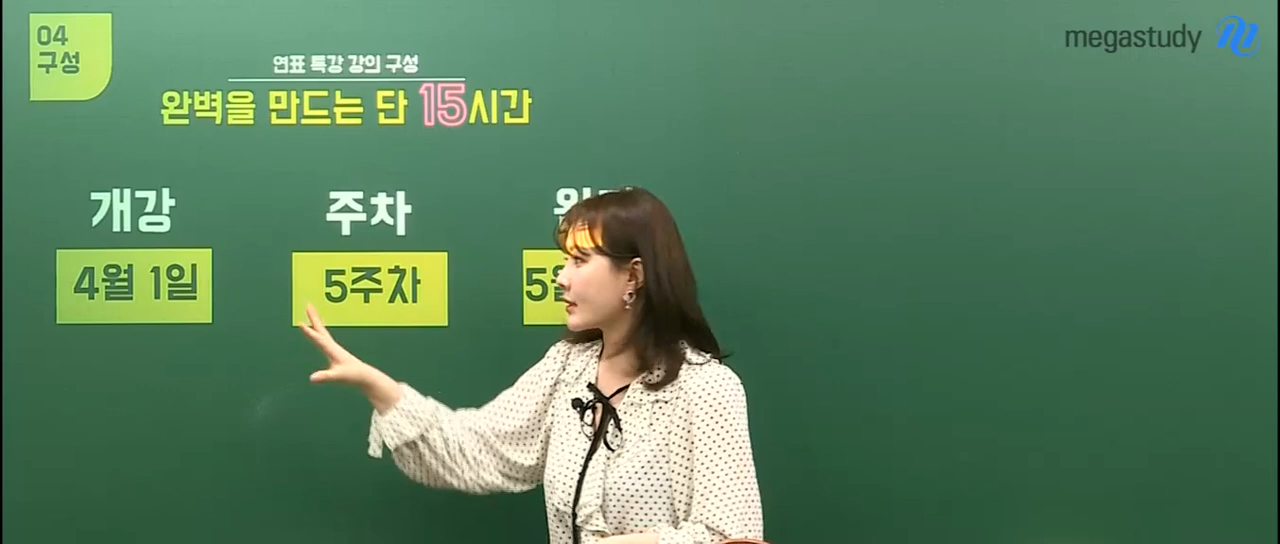 04
구성
megastudy
연표 특강 강의 구성
완벽을 만드는 단 15시간
개강
주차
4월 1일
5주차